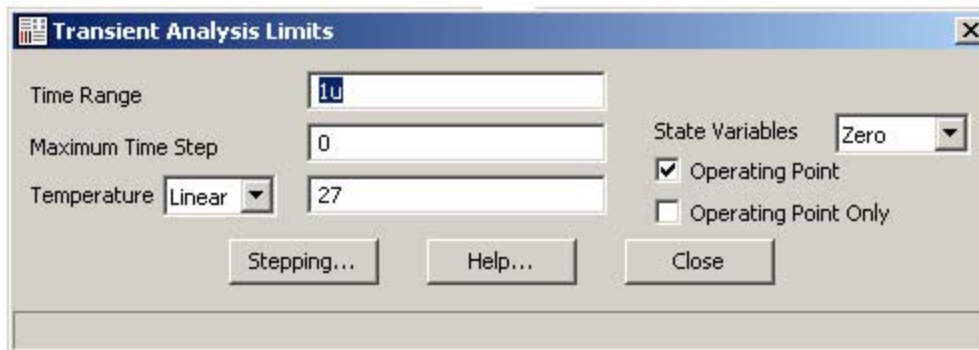 Transient Analysis Limits
Time Range 1u
Maximum Time Step 0
State Variables Zero
Operating Point
Temperature Linear 27
Operating Point Only
Stepping... Help... Close